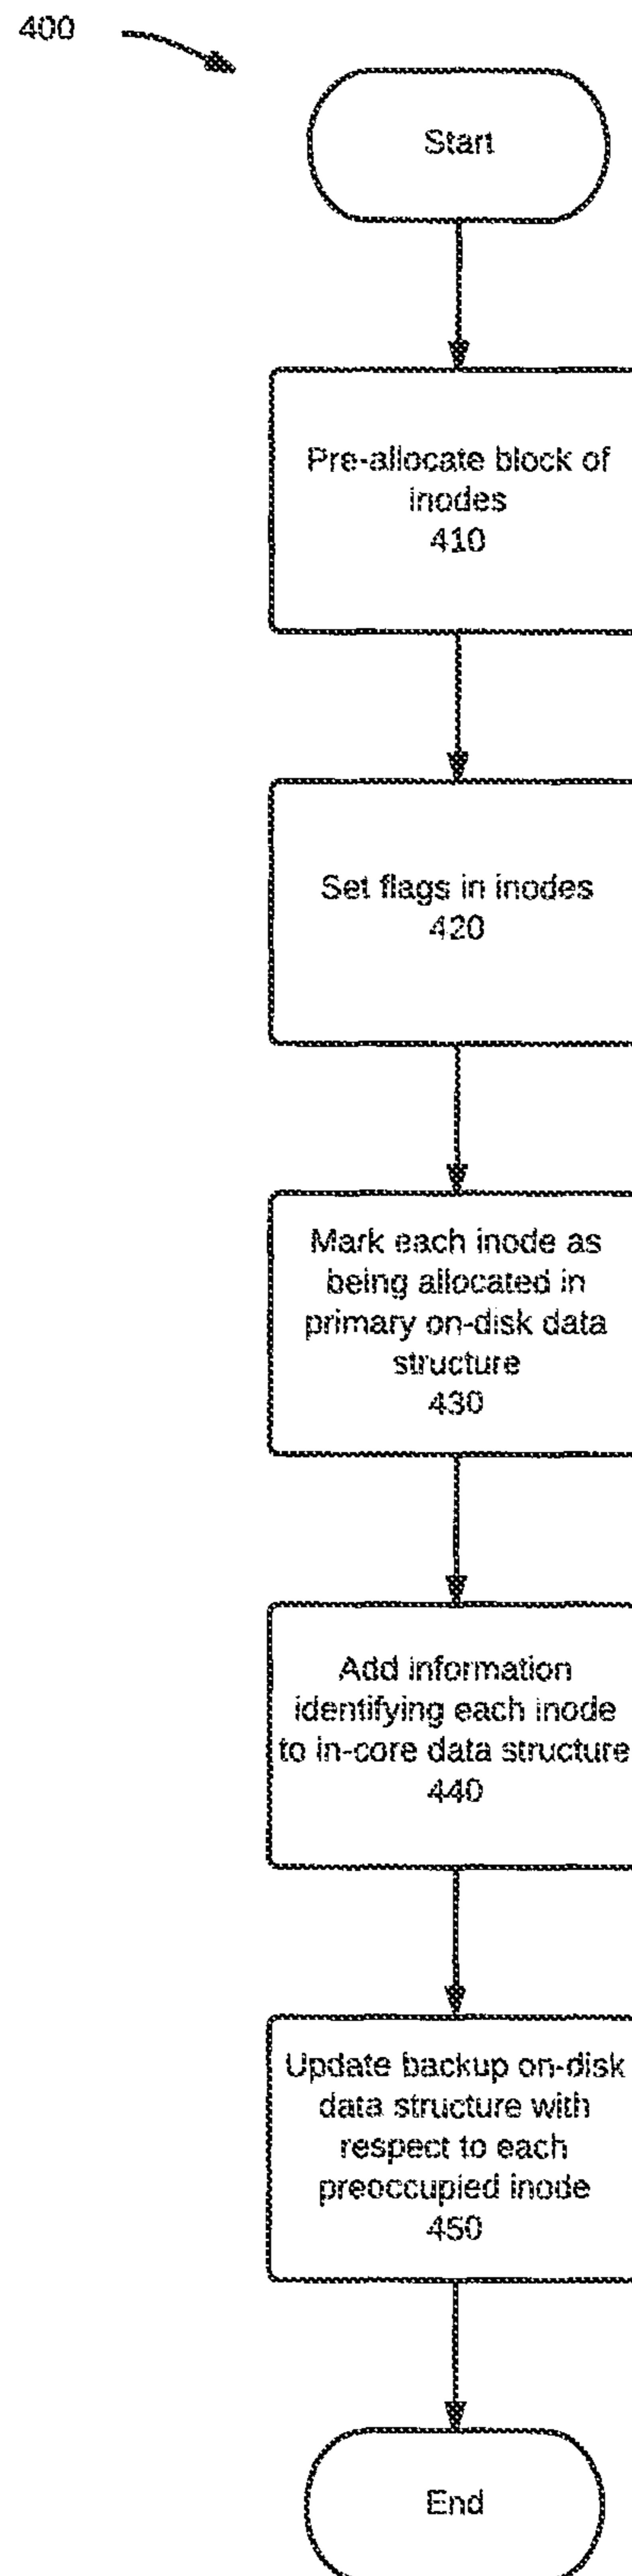 400
Start
Pre-allocate block of
inodes
410
Set flags in inodes
420
Mark each inode as
being allocated in
primary on-disk data
structure
430
Add information
identifying each inode
to in-core data structure
440
Update backup on-disk
data structure with
respect to each
preoccupied inode
450
End